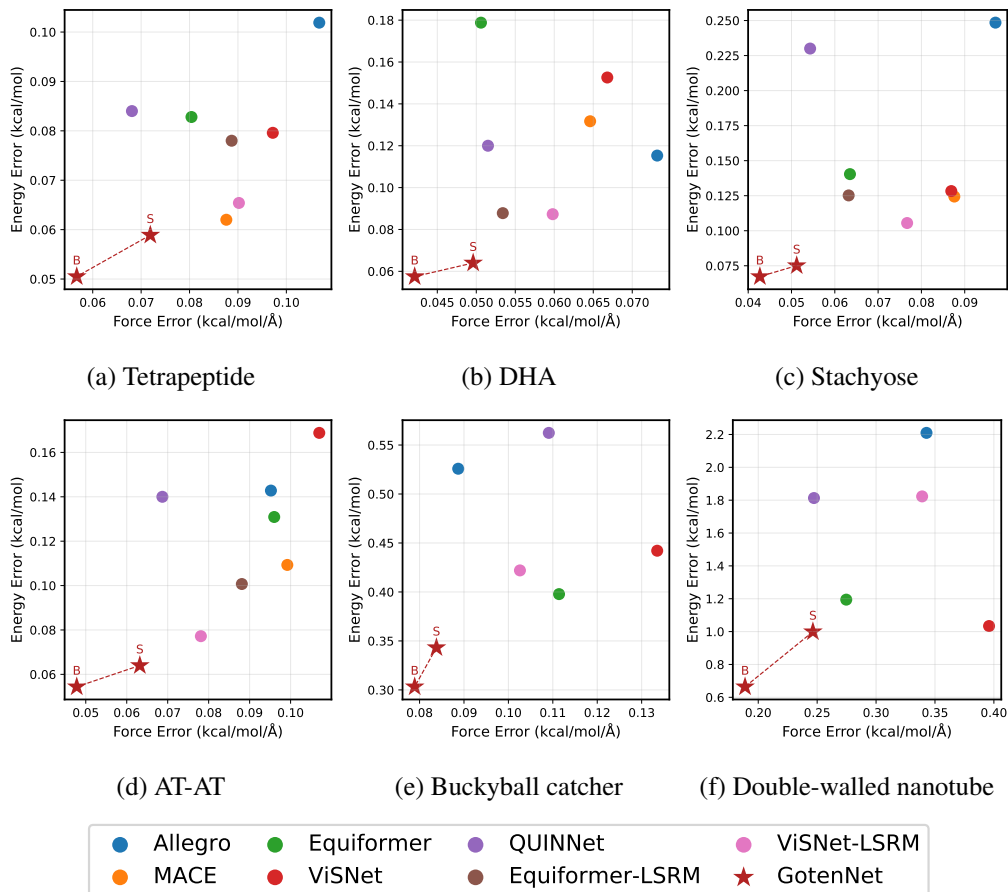 0.10
0.09
0.08
0.07
0.06
0.05
Energy Error (kcal/mol)
B
S
0.06 0.07 0.08 0.09 0.10
Force Error (kcal/mol/Å)
(a) Tetrapeptide
0.18
0.16
0.14
0.12
0.10
0.08
0.06
Energy Error (kcal/mol)
B
S
0.045 0.050 0.055 0.060 0.065 0.070
Force Error (kcal/mol/Å)
(b) DHA
0.250
0.225
0.200
0.175
0.150
0.125
0.100
0.075
Energy Error (kcal/mol)
B
S
0.04 0.05 0.06 0.07 0.08 0.09
Force Error (kcal/mol/Å)
(c) Stachyose
0.16
0.14
0.12
0.10
0.08
0.06
Energy Error (kcal/mol)
B
S
0.05 0.06 0.07 0.08 0.09 0.10
Force Error (kcal/mol/Å)
(d) AT-AT
0.55
0.50
0.45
0.40
0.35
0.30
Energy Error (kcal/mol)
B
S
0.08 0.09 0.10 0.11 0.12 0.13
Force Error (kcal/mol/Å)
(e) Buckyball catcher
2.2
2.0
1.8
1.6
1.4
1.2
1.0
0.8
0.6
Energy Error (kcal/mol)
B
S
0.20 0.25 0.30 0.35 0.40
Force Error (kcal/mol/Å)
(f) Double-walled nanotube
Allegro Equiformer QUINNet ViSNet-LSRM
MACE ViSNet Equiformer-LSRM GotenNet